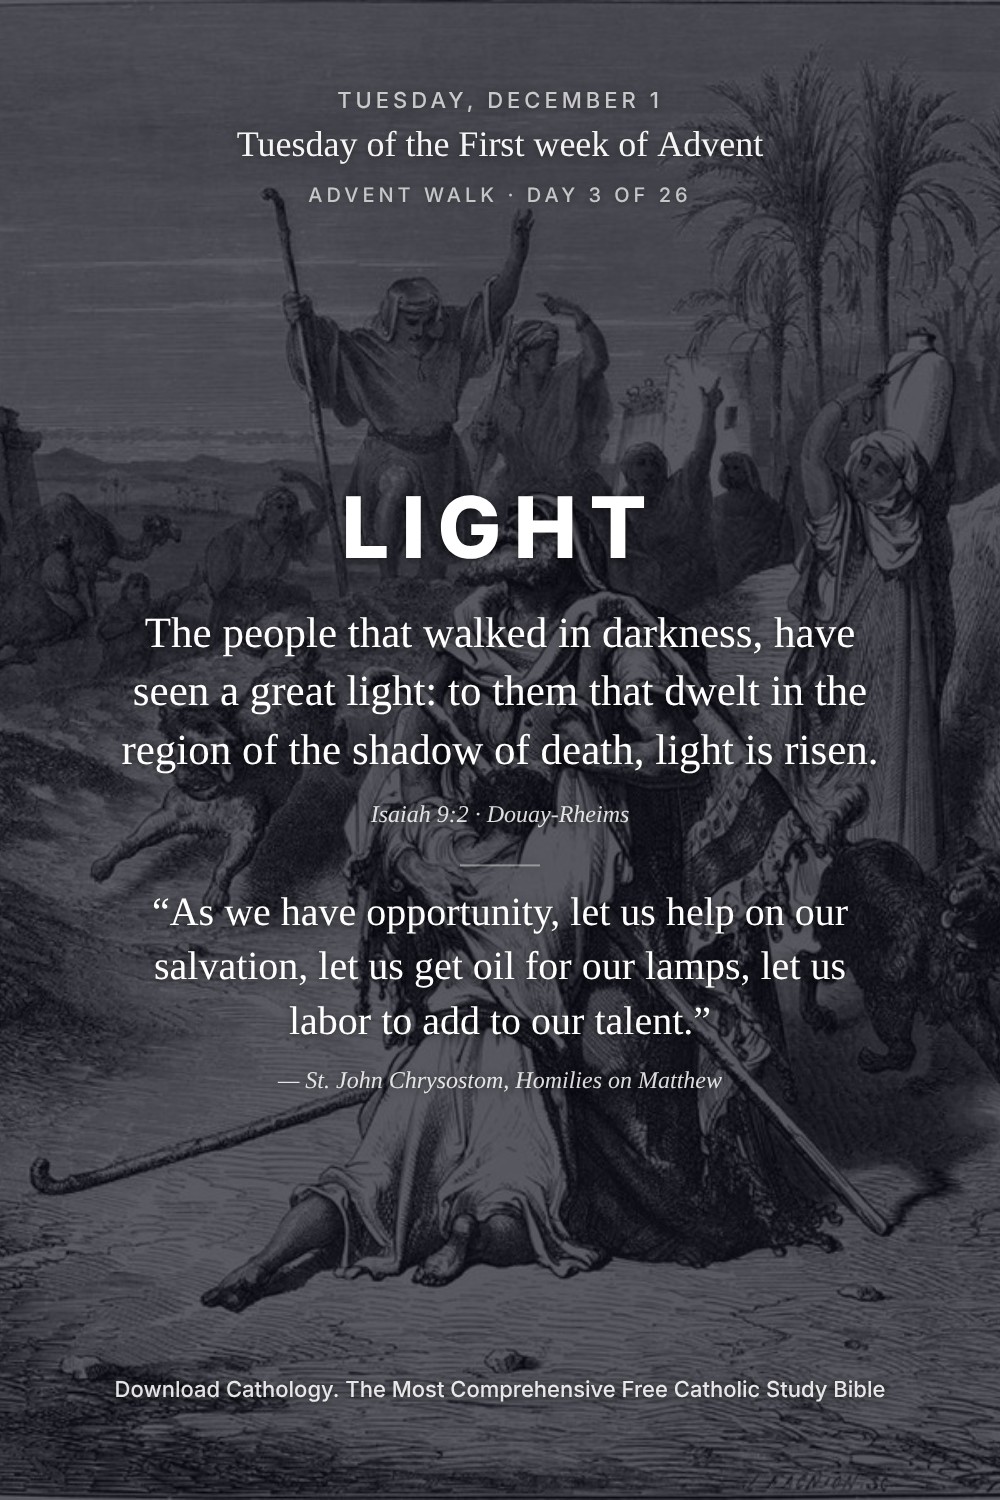 TUESDAY, DECEMBER 1
Tuesday of the First week of Advent
ADVENT WALK · DAY 3 OF 26
LIGHT
The people that walked in darkness, have
seen a great light: to them that dwelt in the
region of the shadow of death, light is risen.
Isaiah 9:2 · Douay-Rheims
“As we have opportunity, let us help on our
salvation, let us get oil for our lamps, let us
labor to add to our talent.”
— St. John Chrysostom, Homilies on Matthew
Download Cathology. The Most Comprehensive Free Catholic Study Bible